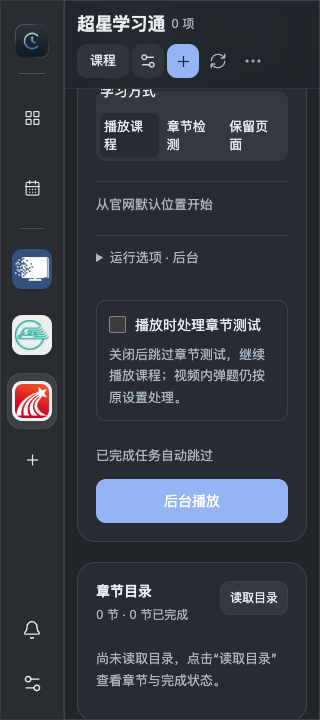 超星学习通 0 项
课程
学习方式
播放课程
章节检测
保留页面
从官网默认位置开始
运行选项 · 后台
播放时处理章节测试
关闭后跳过章节测试，继续
播放课程；视频内弹题仍按
原设置处理。
已完成任务自动跳过
后台播放
章节目录
读取目录
0 节 · 0 节已完成
尚未读取目录，点击“读取目录”
查看章节与完成状态。